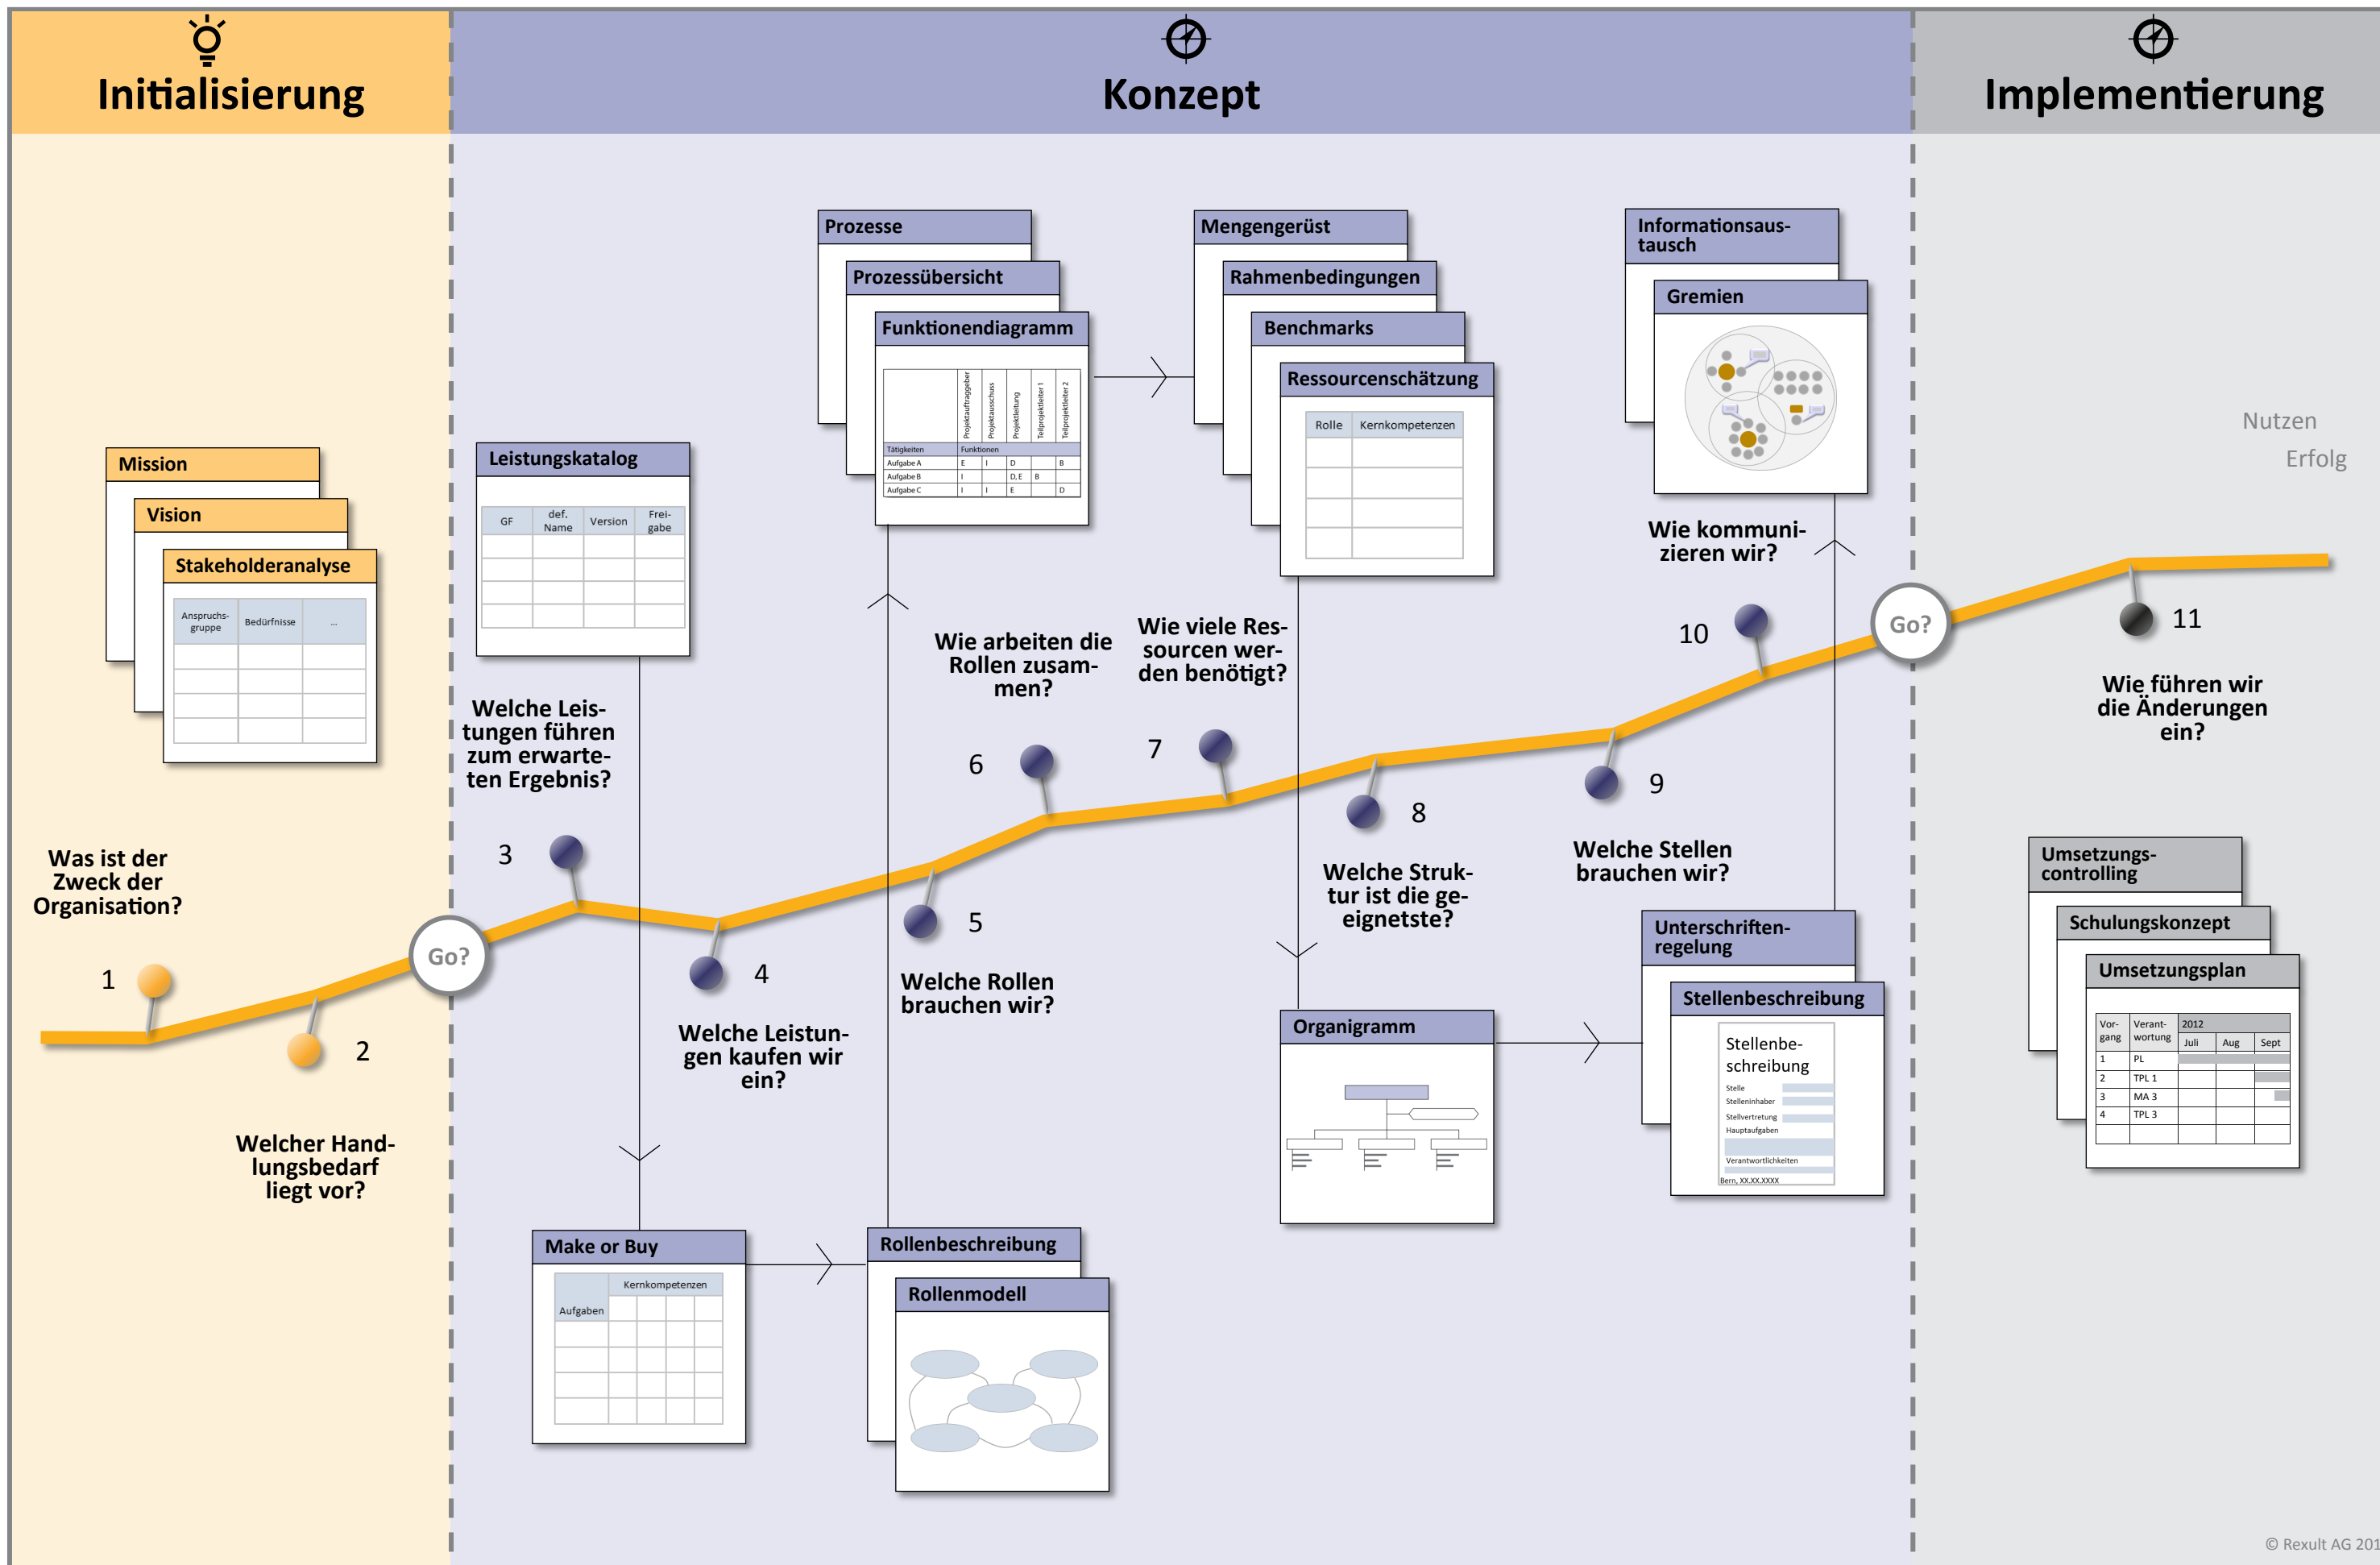 Initialisierung
Konzept
Implementierung
Mission
Vision
Stakeholderanalyse
Anspruchs-
gruppe
Bedürfnisse
...
Was ist der
Zweck der
Organisation?
1
2
Welcher Hand-
lungsbedarf
liegt vor?
Go?
Leistungskatalog
GF
def.
Name
Version
Frei-
gabe
Welche Leis-
tungen führen
zum erwarte-
ten Ergebnis?
3
4
Welche Leistun-
gen kaufen wir
ein?
Make or Buy
Aufgaben
Kernkompetenzen
Prozesse
Prozessübersicht
Funktionendiagramm
Projektauftraggeber
Projektausschuss
Projektleitung
Teilprojektleiter 1
Teilprojektleiter 2
Tätigkeiten
Funktionen
Aufgabe A
E
I
D
B
Aufgabe B
I
D, E
B
Aufgabe C
I
I
E
D
Wie arbeiten die
Rollen zusam-
men?
6
5
Welche Rollen
brauchen wir?
Rollenbeschreibung
Rollenmodell
Mengengerüst
Rahmenbedingungen
Benchmarks
Ressourcenschätzung
Rolle
Kernkompetenzen
Wie viele Res-
sourcen wer-
den benötigt?
7
8
Welche Struk-
tur ist die ge-
eignetste?
Organigramm
Informationsaus-
tausch
Gremien
Wie kommuni-
zieren wir?
10
9
Welche Stellen
brauchen wir?
Unterschriften-
regelung
Stellenbeschreibung
Stellenbe-
schreibung
Stelle
Stelleninhaber
Stellvertretung
Hauptaufgaben
Verantwortlichkeiten
Bern, XX.XX.XXXX
Go?
Nutzen
Erfolg
11
Wie führen wir
die Änderungen
ein?
Umsetzungs-
controlling
Schulungskonzept
Umsetzungsplan
Vor-
gang
Verant-
wortung
2012
Juli
Aug
Sept
1
PL
2
TPL 1
3
MA 3
4
TPL 3
© Rexult AG